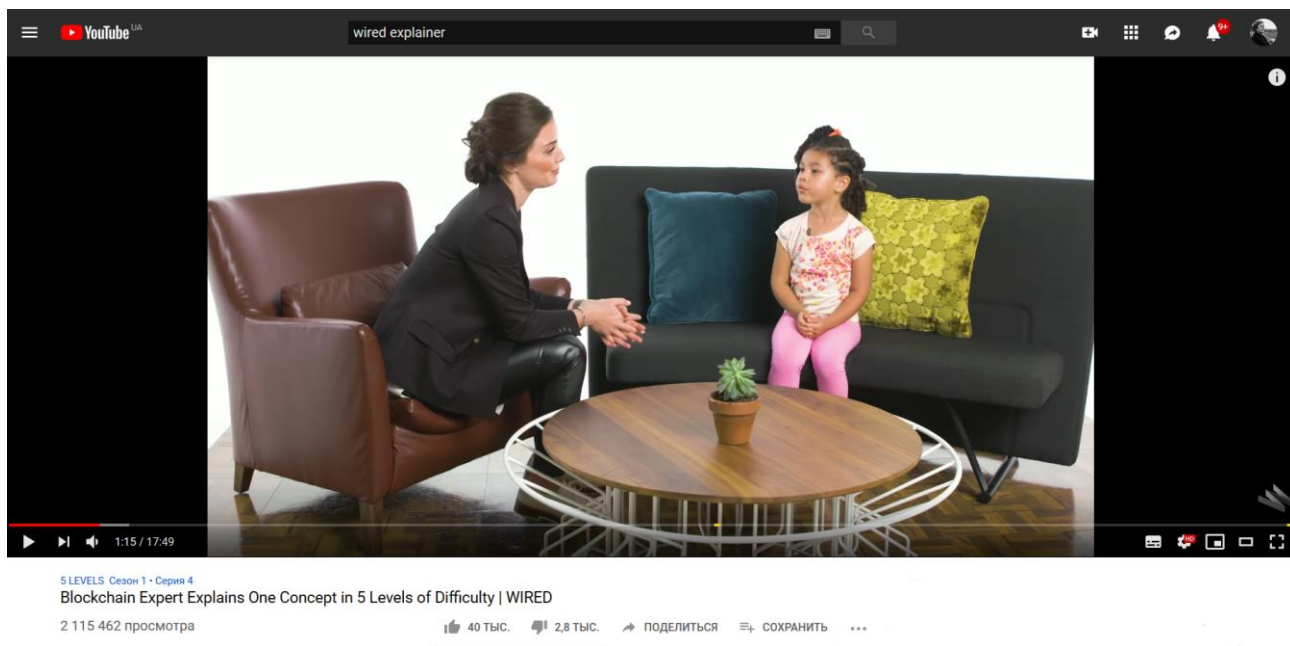 YouTube UA
wired explainer
9+
1:15 / 17:49
HD
5 LEVELS Сезон 1 • Серия 4
Blockchain Expert Explains One Concept in 5 Levels of Difficulty | WIRED
2 115 462 просмотра
40 ТЫС. 2,8 ТЫС. ПОДЕЛИТЬСЯ СОХРАНИТЬ